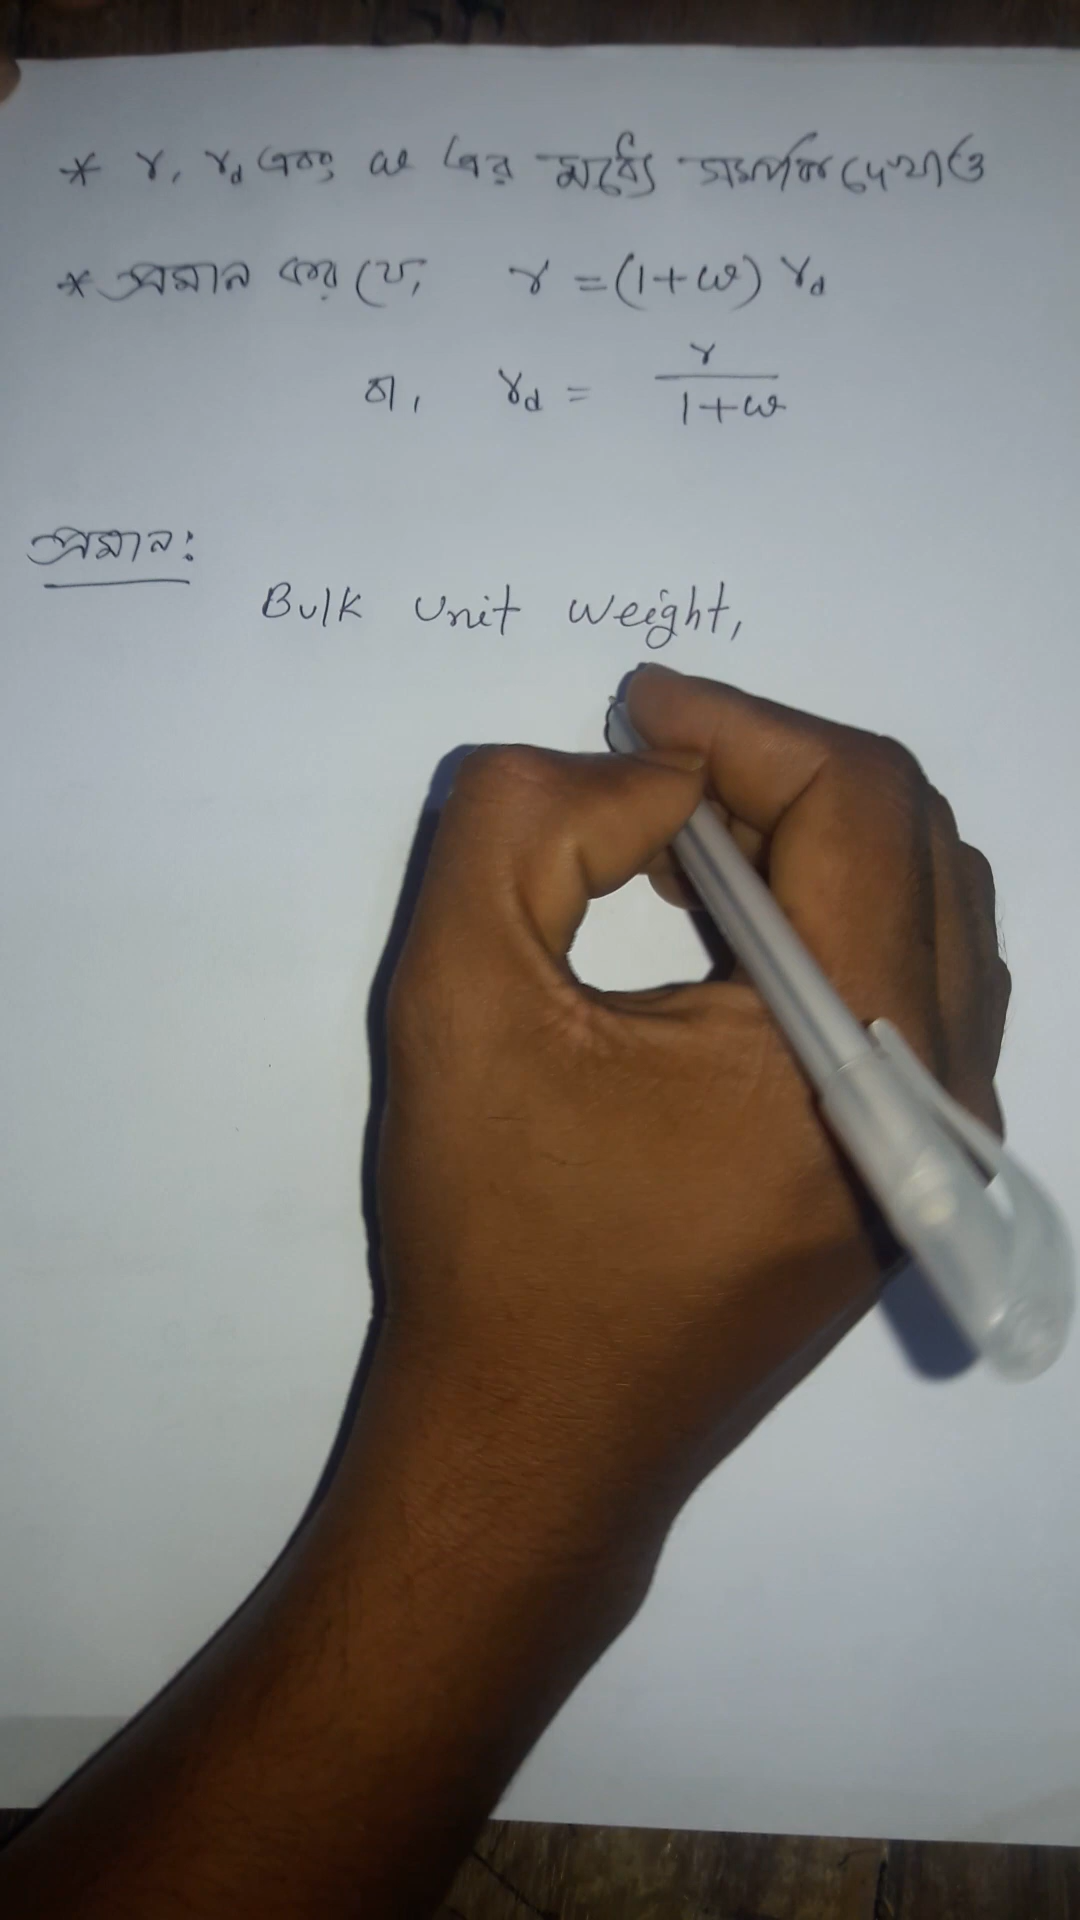 * γ, γd এবং ω এর মধ্যে সম্পর্ক দেখাও
* প্রমান কর যে, γ = (1+ω) γd
বা, γd = γ / 1+ω
প্রমান:
Bulk Unit Weight,